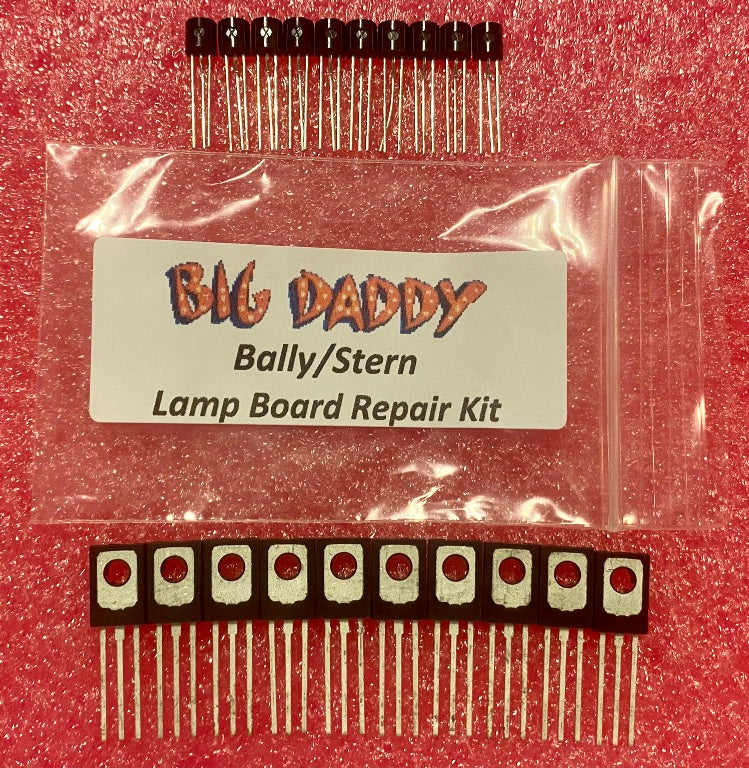 BIG DADDY
Bally/Stern
Lamp Board Repair Kit